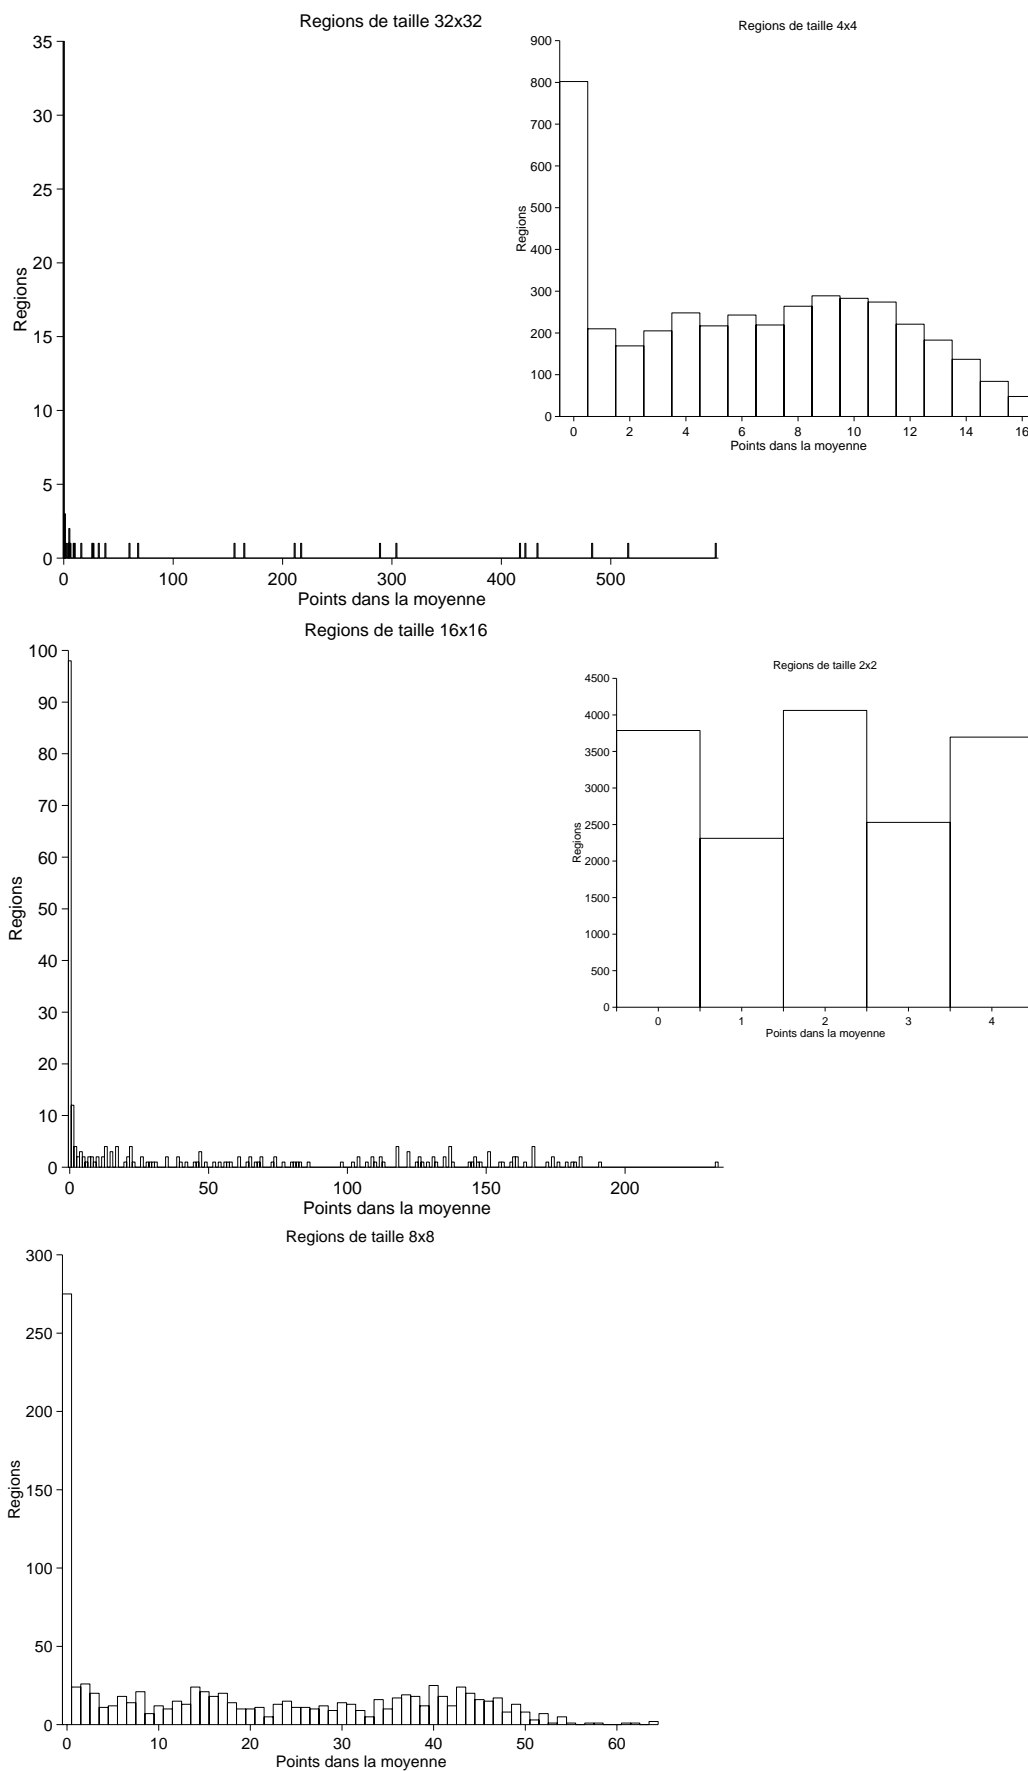 Regions de taille 32x32
35
30
25
20
15
10
5
0
Regions
0 100 200 300 400 500
Points dans la moyenne
Regions de taille 4x4
900
800
700
600
500
400
300
200
100
0
Regions
0 2 4 6 8 10 12 14 16
Points dans la moyenne
Regions de taille 16x16
100
90
80
70
60
50
40
30
20
10
0
Regions
0 50 100 150 200
Points dans la moyenne
Regions de taille 2x2
4500
4000
3500
3000
2500
2000
1500
1000
500
0
Regions
0 1 2 3 4
Points dans la moyenne
Regions de taille 8x8
300
250
200
150
100
50
0
Regions
0 10 20 30 40 50 60
Points dans la moyenne